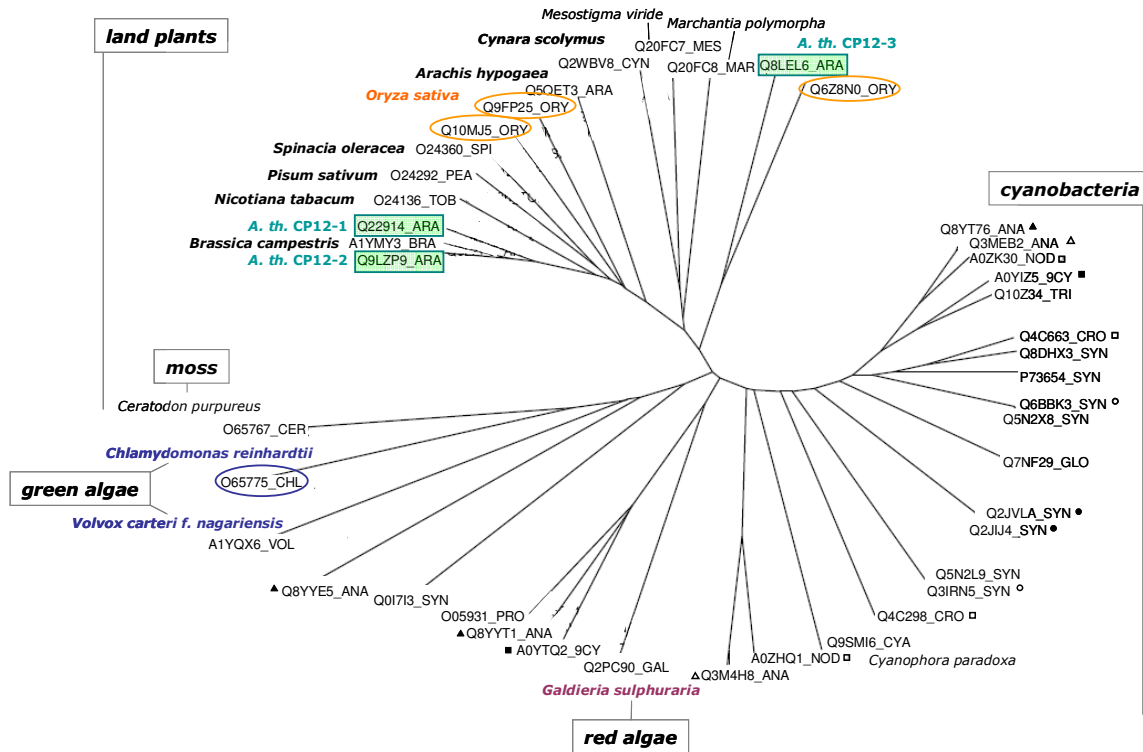 land plants
Mesostigma viride
Marchantia polymorpha
Cynara scolymus
Q20FC7_MES
A. th. CP12-3
Q2WBV8_CYN
Q20FC8_MAR
Q8LEL6_ARA
Arachis hypogaea
Q5QET3_ARA
Q6Z8N0_ORY
Oryza sativa
Q9FP25_ORY
Q10MJ5_ORY
Spinacia oleracea
O24360_SPI
Pisum sativum
O24292_PEA
Nicotiana tabacum
O24136_TOB
A. th. CP12-1
Q22914_ARA
Brassica campestris
A1YMY3_BRA
A. th. CP12-2
Q9LZP9_ARA
cyanobacteria
Q8YT76_ANA ▲
Q3MEB2_ANA △
A0ZK30_NOD □
A0YIZ5_9CY ■
Q10Z34_TRI
Q4C663_CRO □
Q8DHX3_SYN
P73654_SYN
Q6BBK3_SYN ○
Q5N2X8_SYN
Q7NF29_GLO
Q2JVLA_SYN ●
Q2JIJ4_SYN ●
Q5N2L9_SYN
Q3IRN5_SYN ○
Q4C298_CRO □
Q9SMI6_CYA
Cyanophora paradoxa
A0ZHQ1_NOD □
△ Q3M4H8_ANA
moss
Ceratodon purpureus
O65767_CER
Chlamydomonas reinhardtii
green algae
O65775_CHL
Volvox carteri f. nagariensis
A1YQX6_VOL
▲ Q8YYE5_ANA
Q0I7I3_SYN
O05931_PRO
▲ Q8YYT1_ANA
■ A0YTQ2_9CY
Q2PC90_GAL
Galdieria sulphuraria
red algae